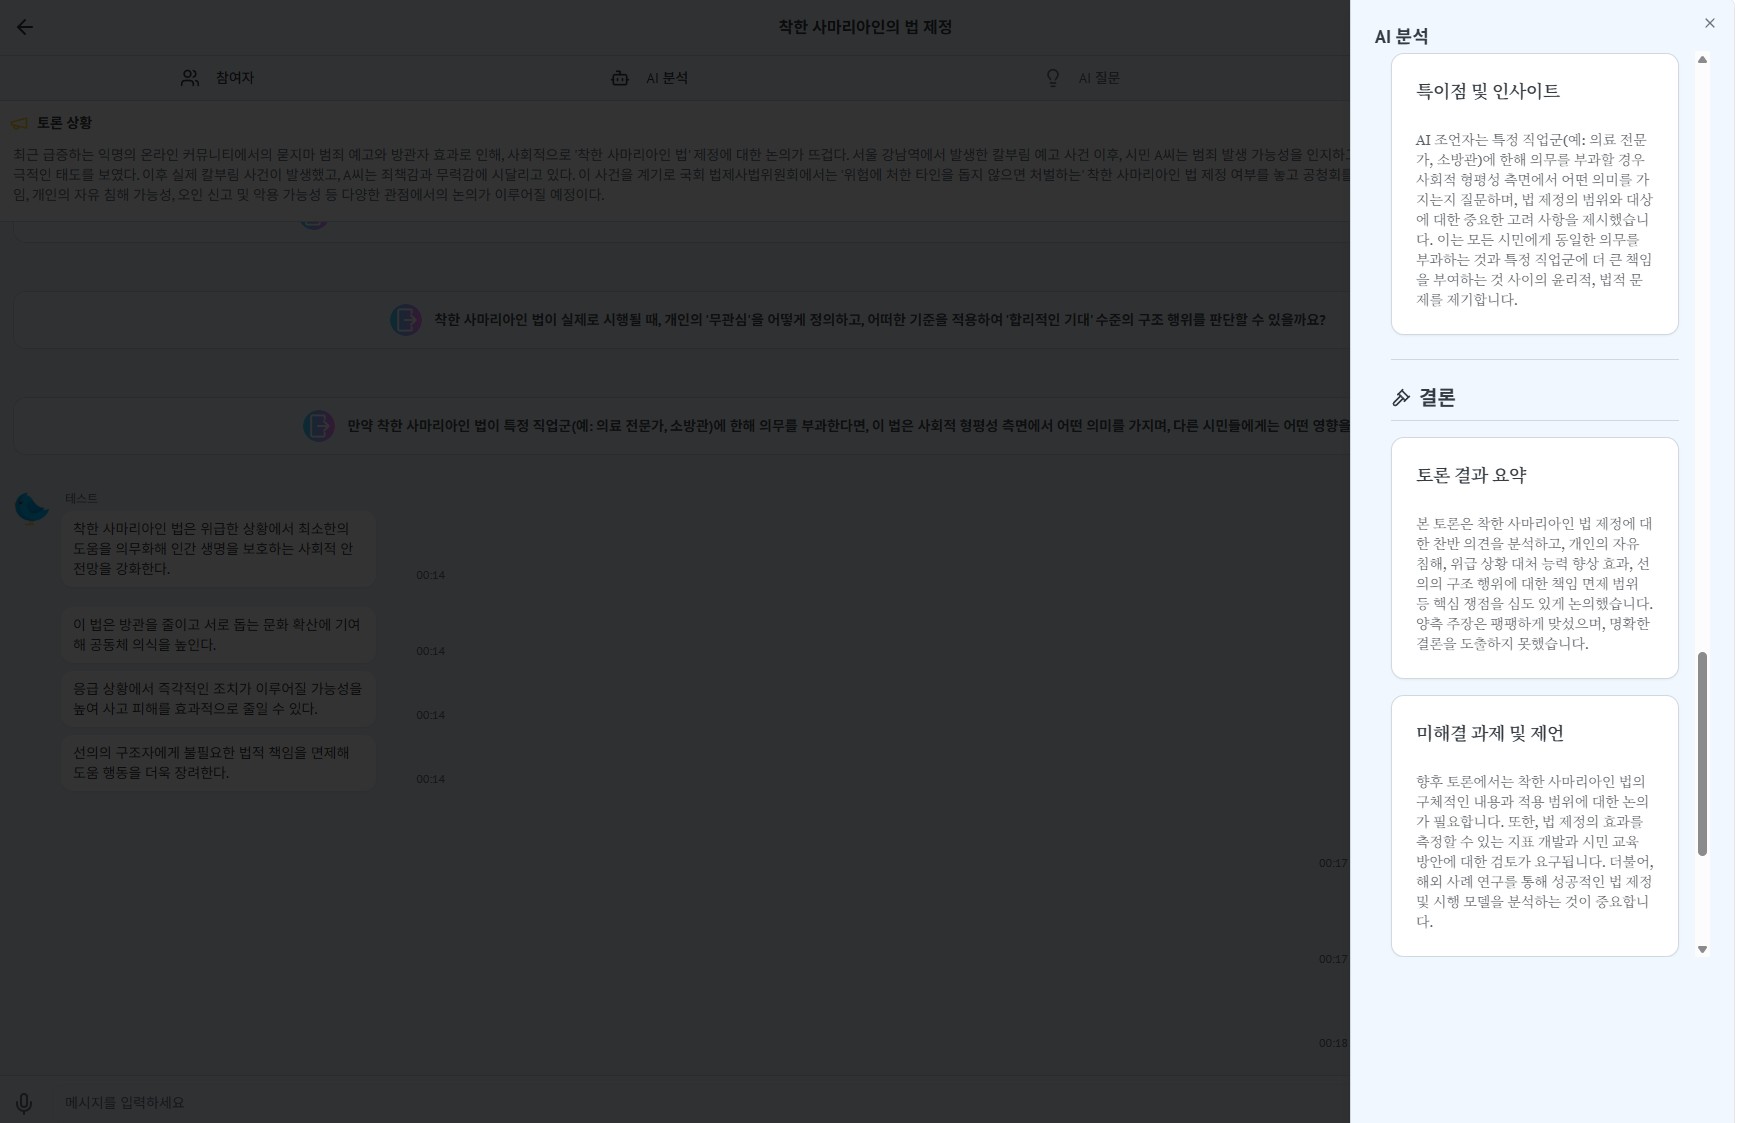 착한 사마리아인의 법 제정
참여자
AI 분석
AI 질문
토론 상황
최근 급증하는 익명의 온라인 커뮤니티에서의 묻지마 범죄 예고와 방관자 효과로 인해, 사회적으로 '착한 사마리아인 법' 제정에 대한 논의가 뜨겁다. 서울 강남역에서 발생한 칼부림 예고 사건 이후, 시민 A씨는 범죄 발생 가능성을 인지하고
극적인 태도를 보였다. 이후 실제 칼부림 사건이 발생했고, A씨는 죄책감과 무력감에 시달리고 있다. 이 사건을 계기로 국회 법제사법위원회에서는 '위험에 처한 타인을 돕지 않으면 처벌하는' 착한 사마리아인 법 제정 여부를 놓고 공청회를
임, 개인의 자유 침해 가능성, 오인 신고 및 악용 가능성 등 다양한 관점에서의 논의가 이루어질 예정이다.
착한 사마리아인 법이 실제로 시행될 때, 개인의 '무관심'을 어떻게 정의하고, 어떠한 기준을 적용하여 '합리적인 기대' 수준의 구조 행위를 판단할 수 있을까요?
만약 착한 사마리아인 법이 특정 직업군(예: 의료 전문가, 소방관)에 한해 의무를 부과한다면, 이 법은 사회적 형평성 측면에서 어떤 의미를 가지며, 다른 시민들에게는 어떤 영향을
테스트
착한 사마리아인 법은 위급한 상황에서 최소한의
도움을 의무화해 인간 생명을 보호하는 사회적 안
전망을 강화한다.
00:14
이 법은 방관을 줄이고 서로 돕는 문화 확산에 기여
해 공동체 의식을 높인다.
00:14
응급 상황에서 즉각적인 조치가 이루어질 가능성을
높여 사고 피해를 효과적으로 줄일 수 있다.
00:14
선의의 구조자에게 불필요한 법적 책임을 면제해
도움 행동을 더욱 장려한다.
00:14
00:17
00:17
00:18
메시지를 입력하세요
AI 분석
특이점 및 인사이트
AI 조언자는 특정 직업군(예: 의료 전문
가, 소방관)에 한해 의무를 부과할 경우
사회적 형평성 측면에서 어떤 의미를 가
지는지 질문하며, 법 제정의 범위와 대상
에 대한 중요한 고려 사항을 제시했습니
다. 이는 모든 시민에게 동일한 의무를
부과하는 것과 특정 직업군에 더 큰 책임
을 부여하는 것 사이의 윤리적, 법적 문
제를 제기합니다.
결론
토론 결과 요약
본 토론은 착한 사마리아인 법 제정에 대
한 찬반 의견을 분석하고, 개인의 자유
침해, 위급 상황 대처 능력 향상 효과, 선
의의 구조 행위에 대한 책임 면제 범위
등 핵심 쟁점을 심도 있게 논의했습니다.
양측 주장은 팽팽하게 맞섰으며, 명확한
결론을 도출하지 못했습니다.
미해결 과제 및 제언
향후 토론에서는 착한 사마리아인 법의
구체적인 내용과 적용 범위에 대한 논의
가 필요합니다. 또한, 법 제정의 효과를
측정할 수 있는 지표 개발과 시민 교육
방안에 대한 검토가 요구됩니다. 더불어,
해외 사례 연구를 통해 성공적인 법 제정
및 시행 모델을 분석하는 것이 중요합니
다.